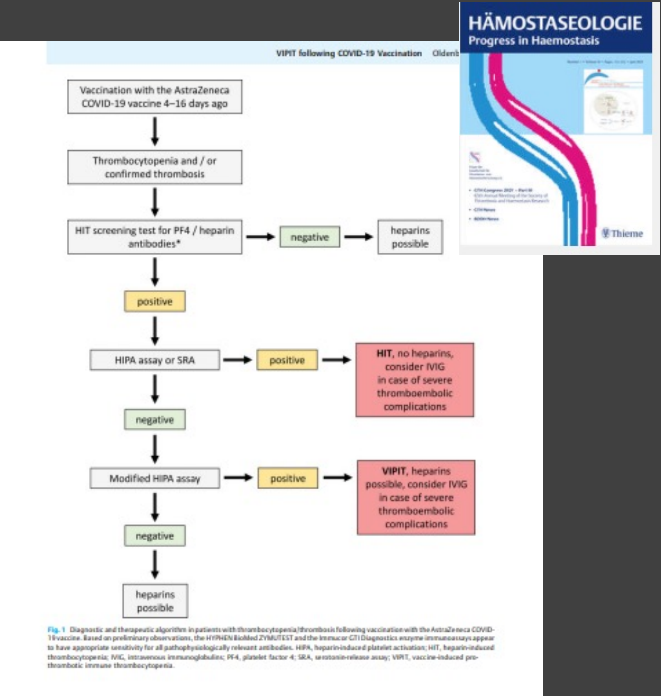 HÄMOSTASEOLOGIE
Progress in Haemostasis
VIPIT following COVID-19 Vaccination Oldenb
Vaccination with the AstraZeneca
COVID-19 vaccine 4–16 days ago
Thrombocytopenia and / or
confirmed thrombosis
HIT screening test for PF4 / heparin
antibodies*
negative
heparins
possible
positive
HIPA assay or SRA
positive
HIT, no heparins,
consider IVIG
in case of severe
thromboembolic
complications
negative
Modified HIPA assay
positive
VIPIT, heparins
possible, consider IVIG
in case of severe
thromboembolic
complications
negative
heparins
possible
Thieme
Fig. 1 Diagnostic and therapeutic algorithm in patients with thrombocytopenia/thrombosis following vaccination with the AstraZeneca COVID-
19 vaccine. Based on preliminary observations, the HYPHEN BioMed ZYMUTEST and the Immucor GTI Diagnostics enzyme immunoassays appear
to have appropriate sensitivity for all pathophysiologically relevant antibodies. HIPA, heparin-induced platelet activation; HIT, heparin-induced
thrombocytopenia; IVIG, intravenous immunoglobulins; PF4, platelet factor 4; SRA, serotonin-release assay; VIPIT, vaccine-induced pro-
thrombotic immune thrombocytopenia.